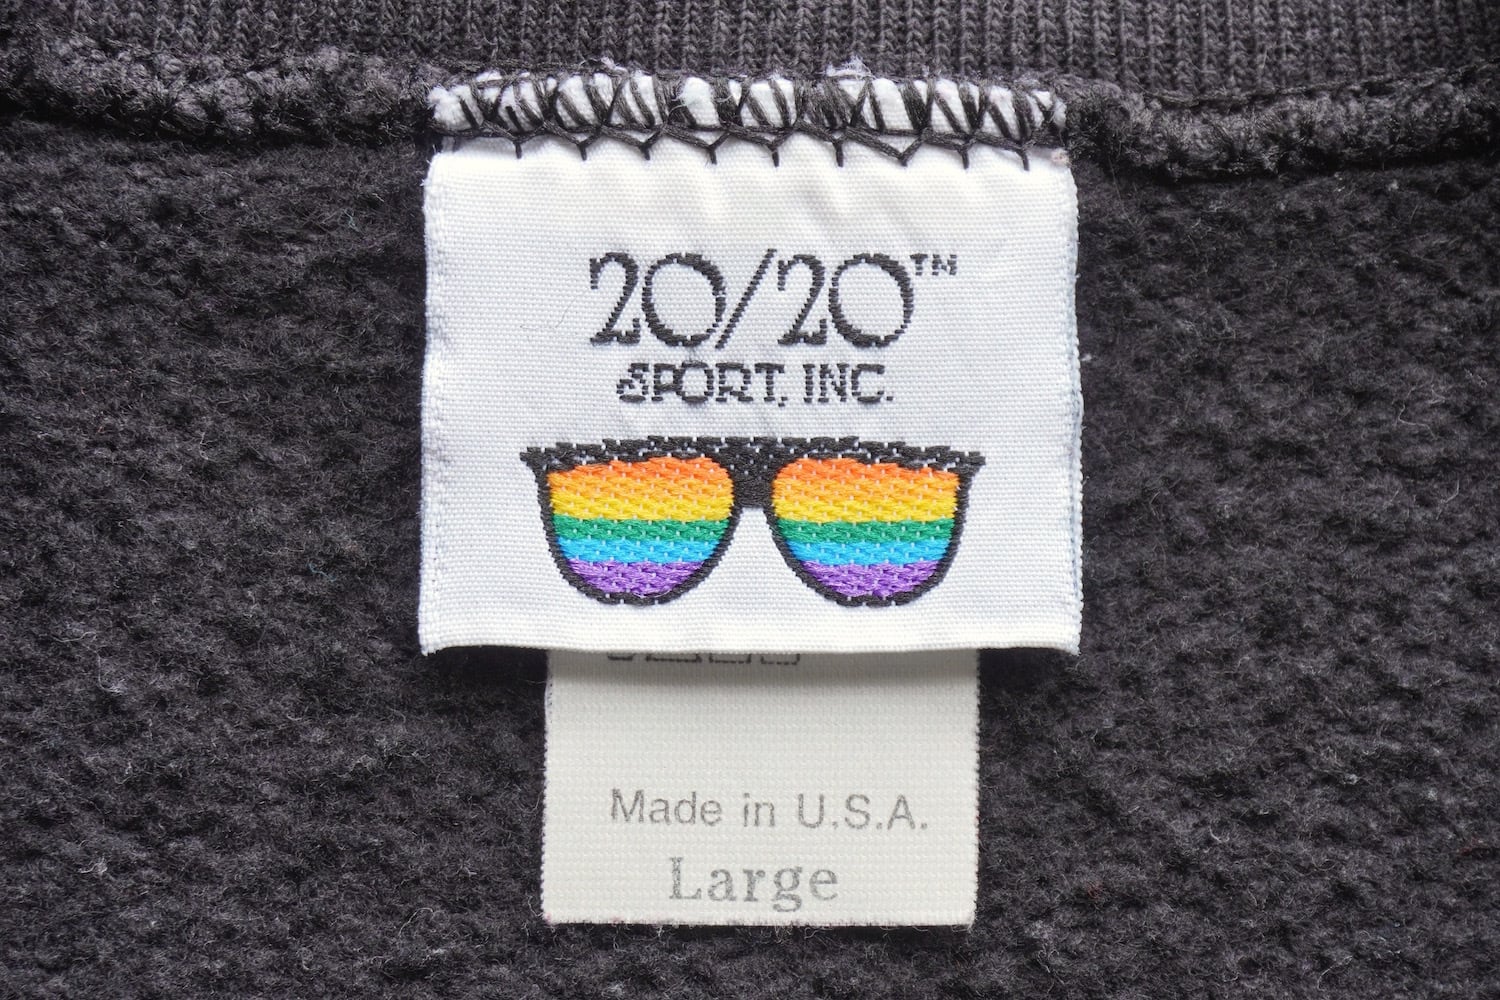 20/20™
SPORT, INC.
Made in U.S.A.
Large